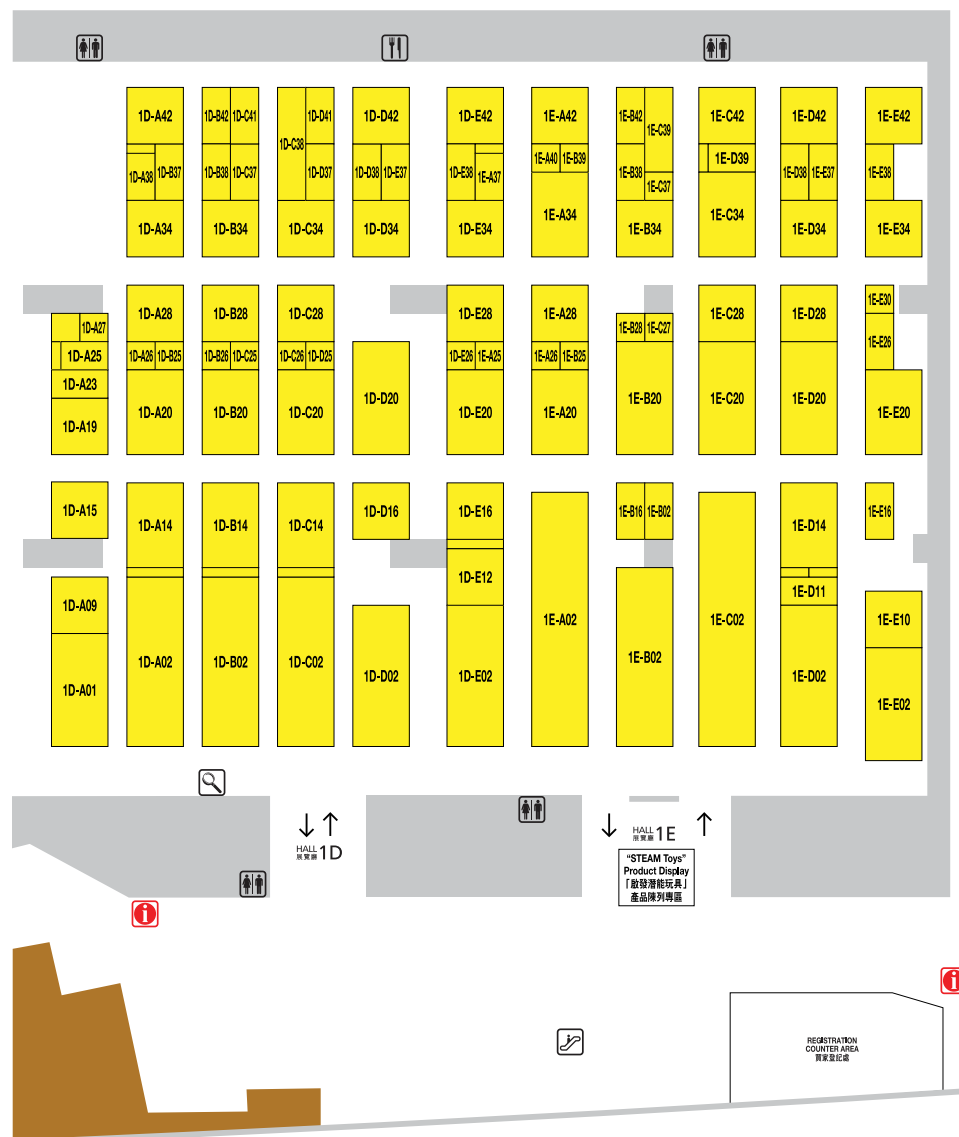 1D-A42
1D-B42
1D-C41
1D-C38
1D-D41
1D-D42
1D-E42
1E-A42
1E-B42
1E-C39
1E-C42
1E-D42
1E-E42
1D-A38
1D-B37
1D-B38
1D-C37
1D-D37
1D-D38
1D-E37
1D-E38
1E-A37
1E-A40
1E-B39
1E-B38
1E-C37
1E-D39
1E-D38
1E-E37
1E-E38
1D-A34
1D-B34
1D-C34
1D-D34
1D-E34
1E-A34
1E-B34
1E-C34
1E-D34
1E-E34
1D-A27
1D-A28
1D-B28
1D-C28
1D-E28
1E-A28
1E-B28
1E-C27
1E-C28
1E-D28
1E-E30
1D-A25
1D-A26
1D-B25
1D-B26
1D-C25
1D-C26
1D-D25
1D-E26
1E-A25
1E-A26
1E-B25
1E-E26
1D-A23
1D-A19
1D-A20
1D-B20
1D-C20
1D-D20
1D-E20
1E-A20
1E-B20
1E-C20
1E-D20
1E-E20
1D-A15
1D-A14
1D-B14
1D-C14
1D-D16
1D-E16
1E-B16
1E-B02
1E-D14
1E-E16
1D-A09
1D-E12
1E-D11
1E-E10
1D-A01
1D-A02
1D-B02
1D-C02
1D-D02
1D-E02
1E-A02
1E-B02
1E-C02
1E-D02
1E-E02
HALL 1D
展覽廳
HALL 1E
展覽廳
"STEAM Toys"
Product Display
「啟發潛能玩具」
產品陳列專區
REGISTRATION
COUNTER AREA
買家登記處